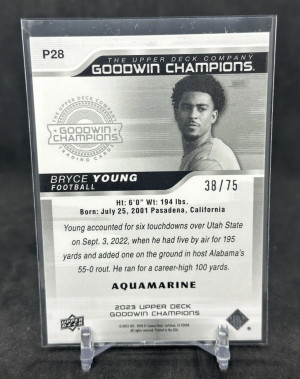 P28
THE UPPER DECK COMPANY
GOODWIN CHAMPIONS®
THE UPPER DECK COMPANY
GOODWIN
CHAMPIONS
TRADING CARDS
BRYCE YOUNG
FOOTBALL
38/75
Ht: 6'0" Wt: 194 lbs.
Born: July 25, 2001 Pasadena, California
Young accounted for six touchdowns over Utah State
on Sept. 3, 2022, when he had five by air for 195
yards and added one on the ground in host Alabama's
55-0 rout. He ran for a career-high 100 yards.
AQUAMARINE
2023 UPPER DECK
GOODWIN CHAMPIONS
UPPER DECK